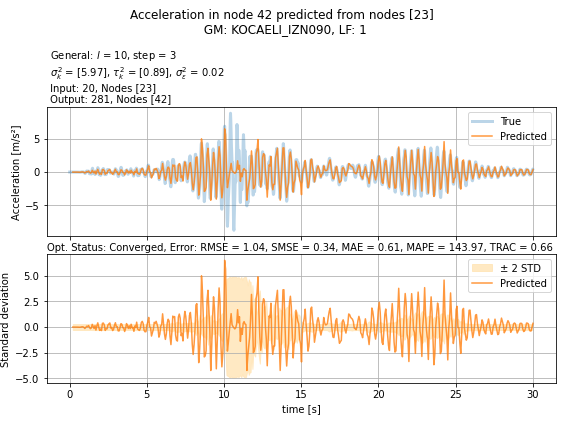 Acceleration in node 42 predicted from nodes [23]
GM: KOCAELI_IZN090, LF: 1
General: l = 10, step = 3
σ²ₖ = [5.97], τ²ₖ = [0.89], σ²ε = 0.02
Input: 20, Nodes [23]
Output: 281, Nodes [42]
True
Predicted
Acceleration [m/s²]
5
0
−5
Opt. Status: Converged, Error: RMSE = 1.04, SMSE = 0.34, MAE = 0.61, MAPE = 143.97, TRAC = 0.66
± 2 STD
Predicted
Standard deviation
5.0
2.5
0.0
−2.5
−5.0
0 5 10 15 20 25 30
time [s]